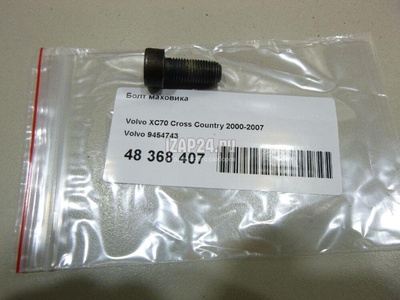 Болт маховика
Volvo XC70 Cross Country 2000-2007
Volvo 9454743
48 368 407
IZAP24.ru